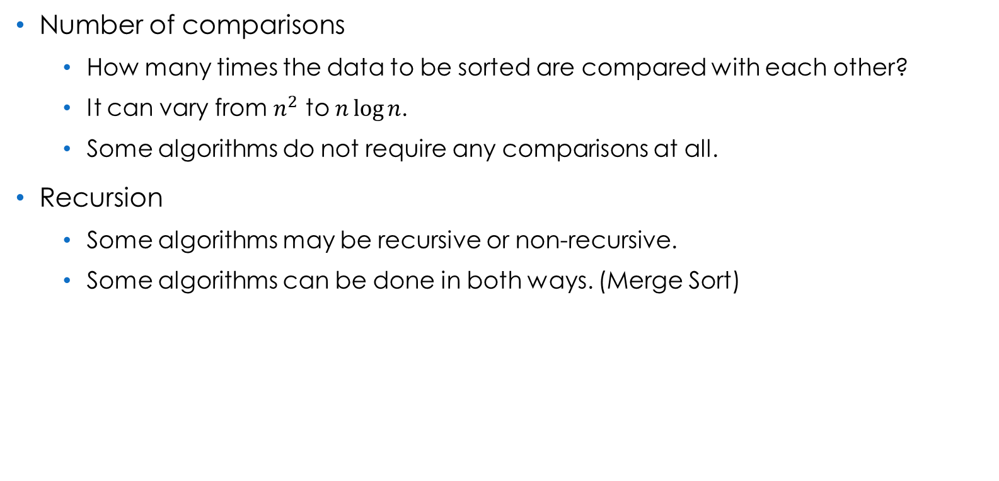 • Number of comparisons
• How many times the data to be sorted are compared with each other?
• It can vary from n² to n log n.
• Some algorithms do not require any comparisons at all.
• Recursion
• Some algorithms may be recursive or non-recursive.
• Some algorithms can be done in both ways. (Merge Sort)